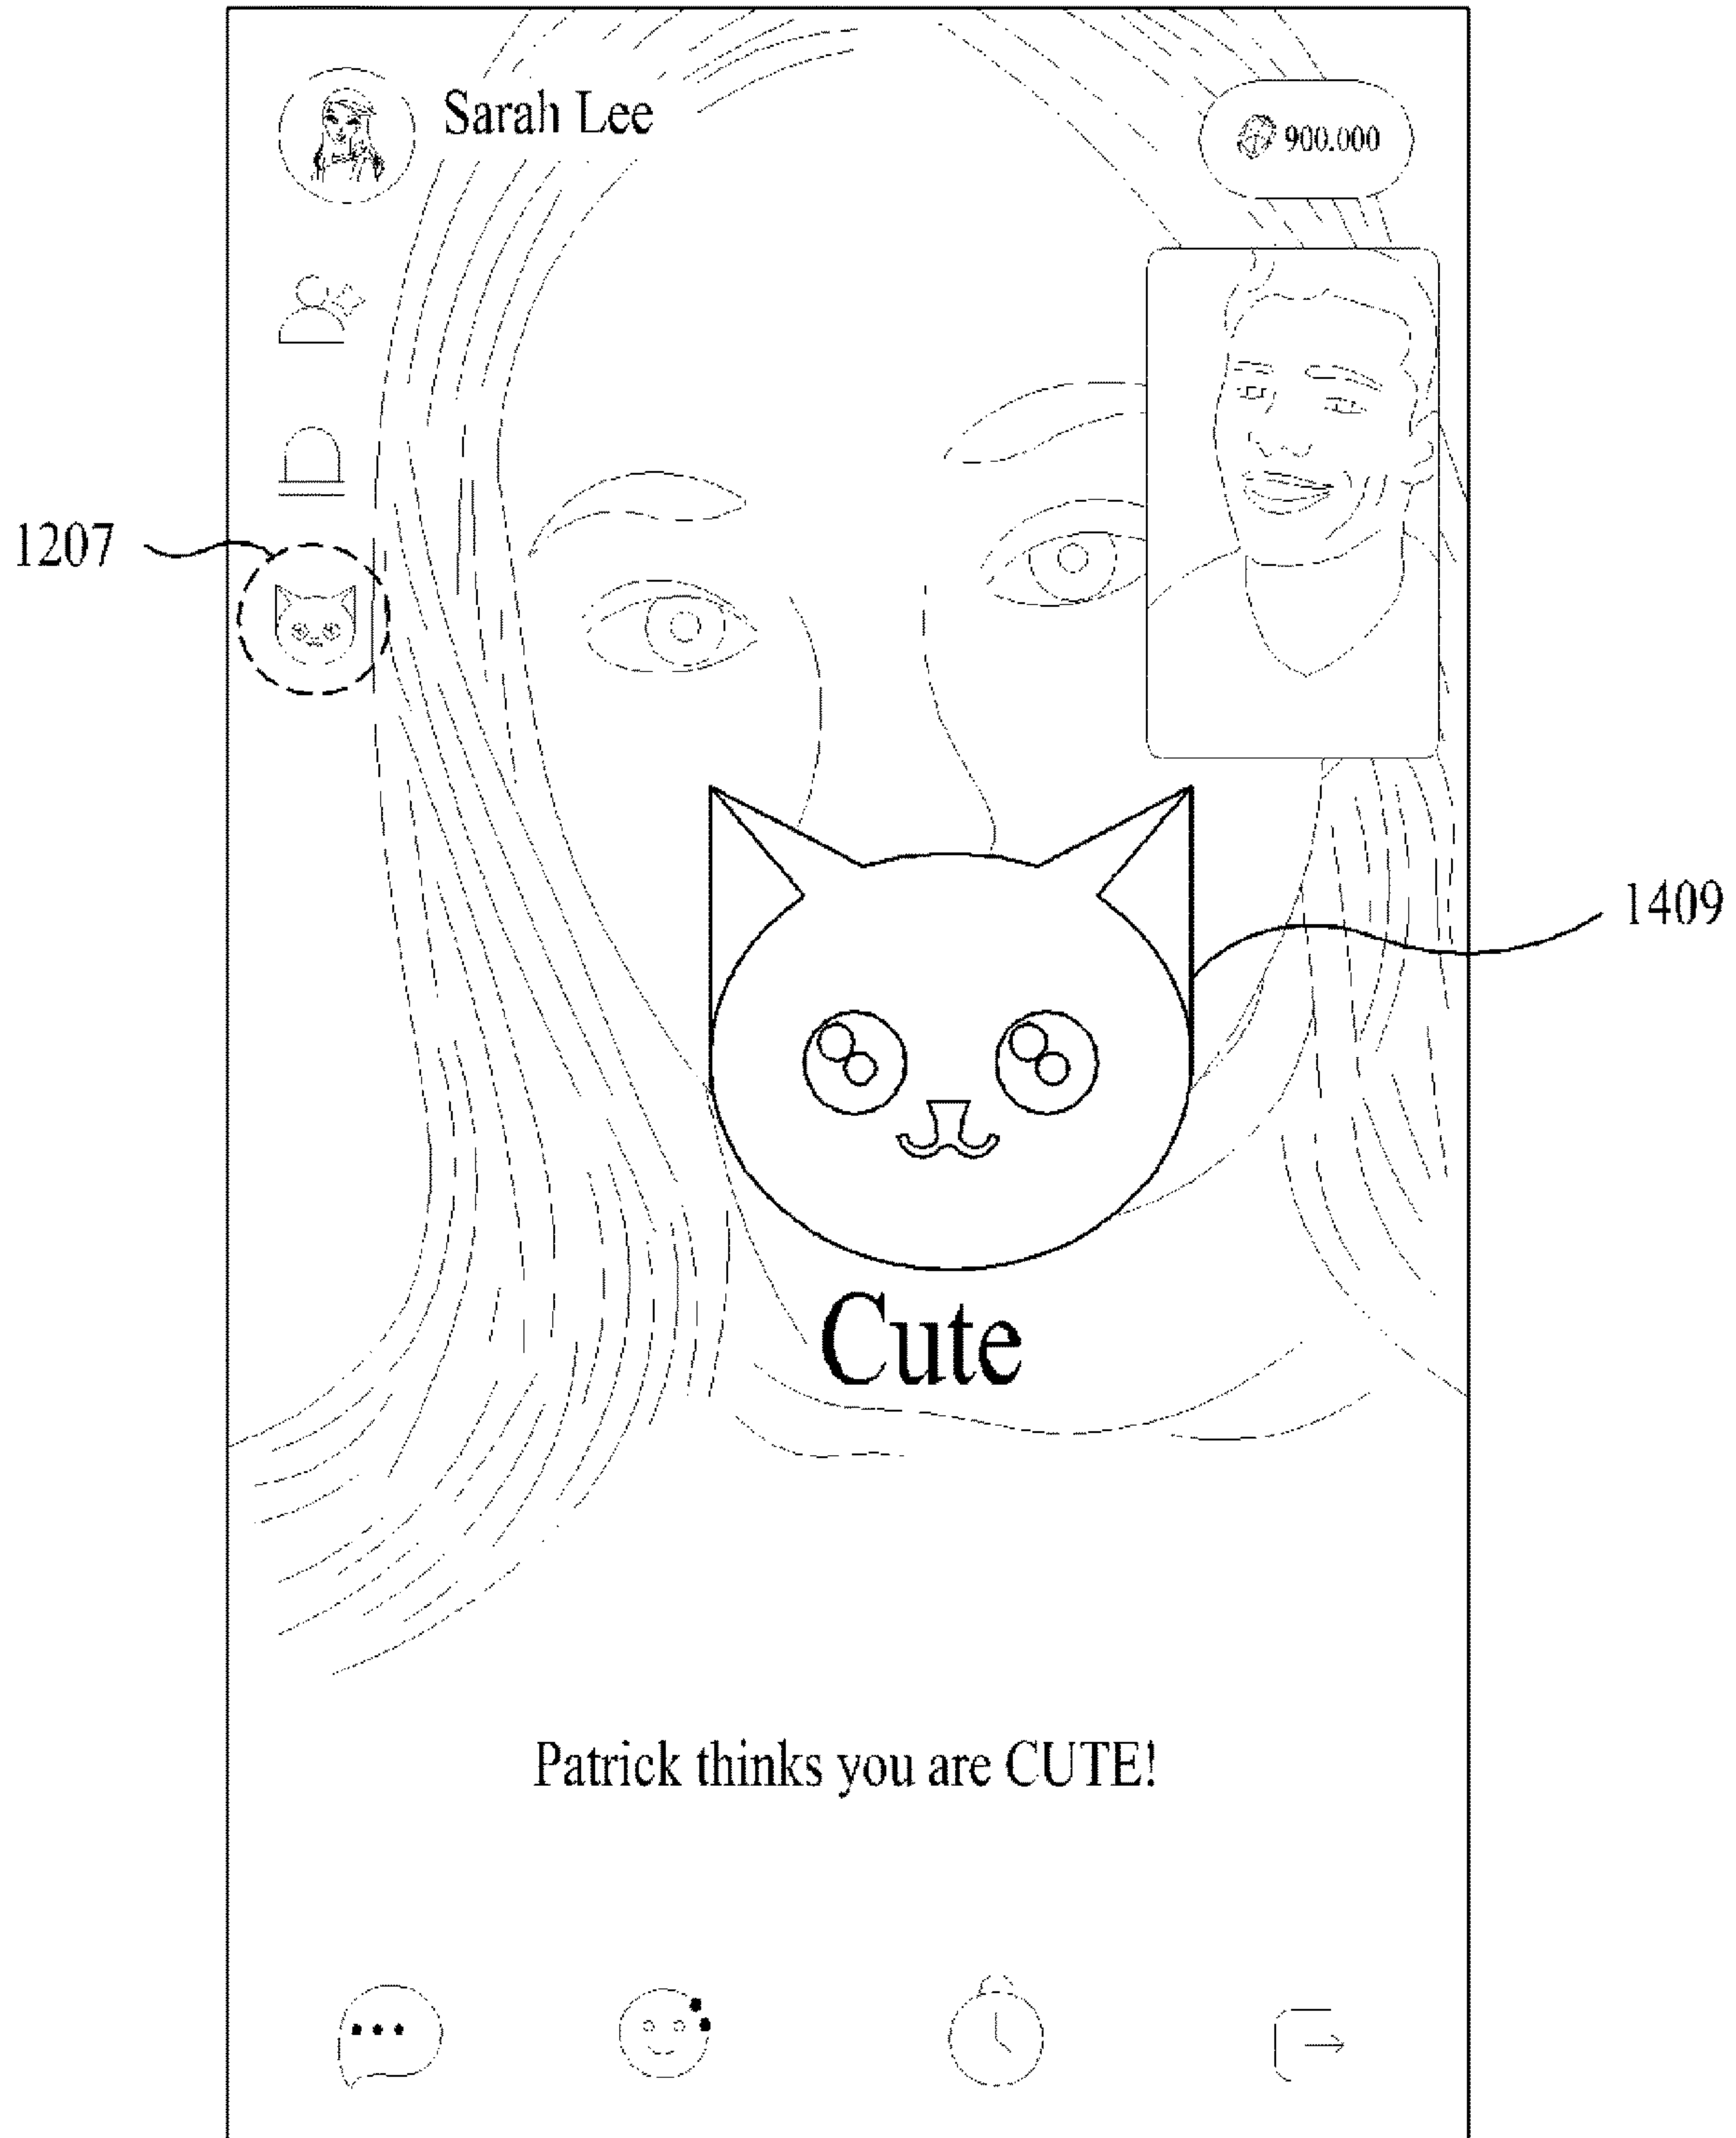 Sarah Lee
900.000
1207
1409
Cute
Patrick thinks you are CUTE!